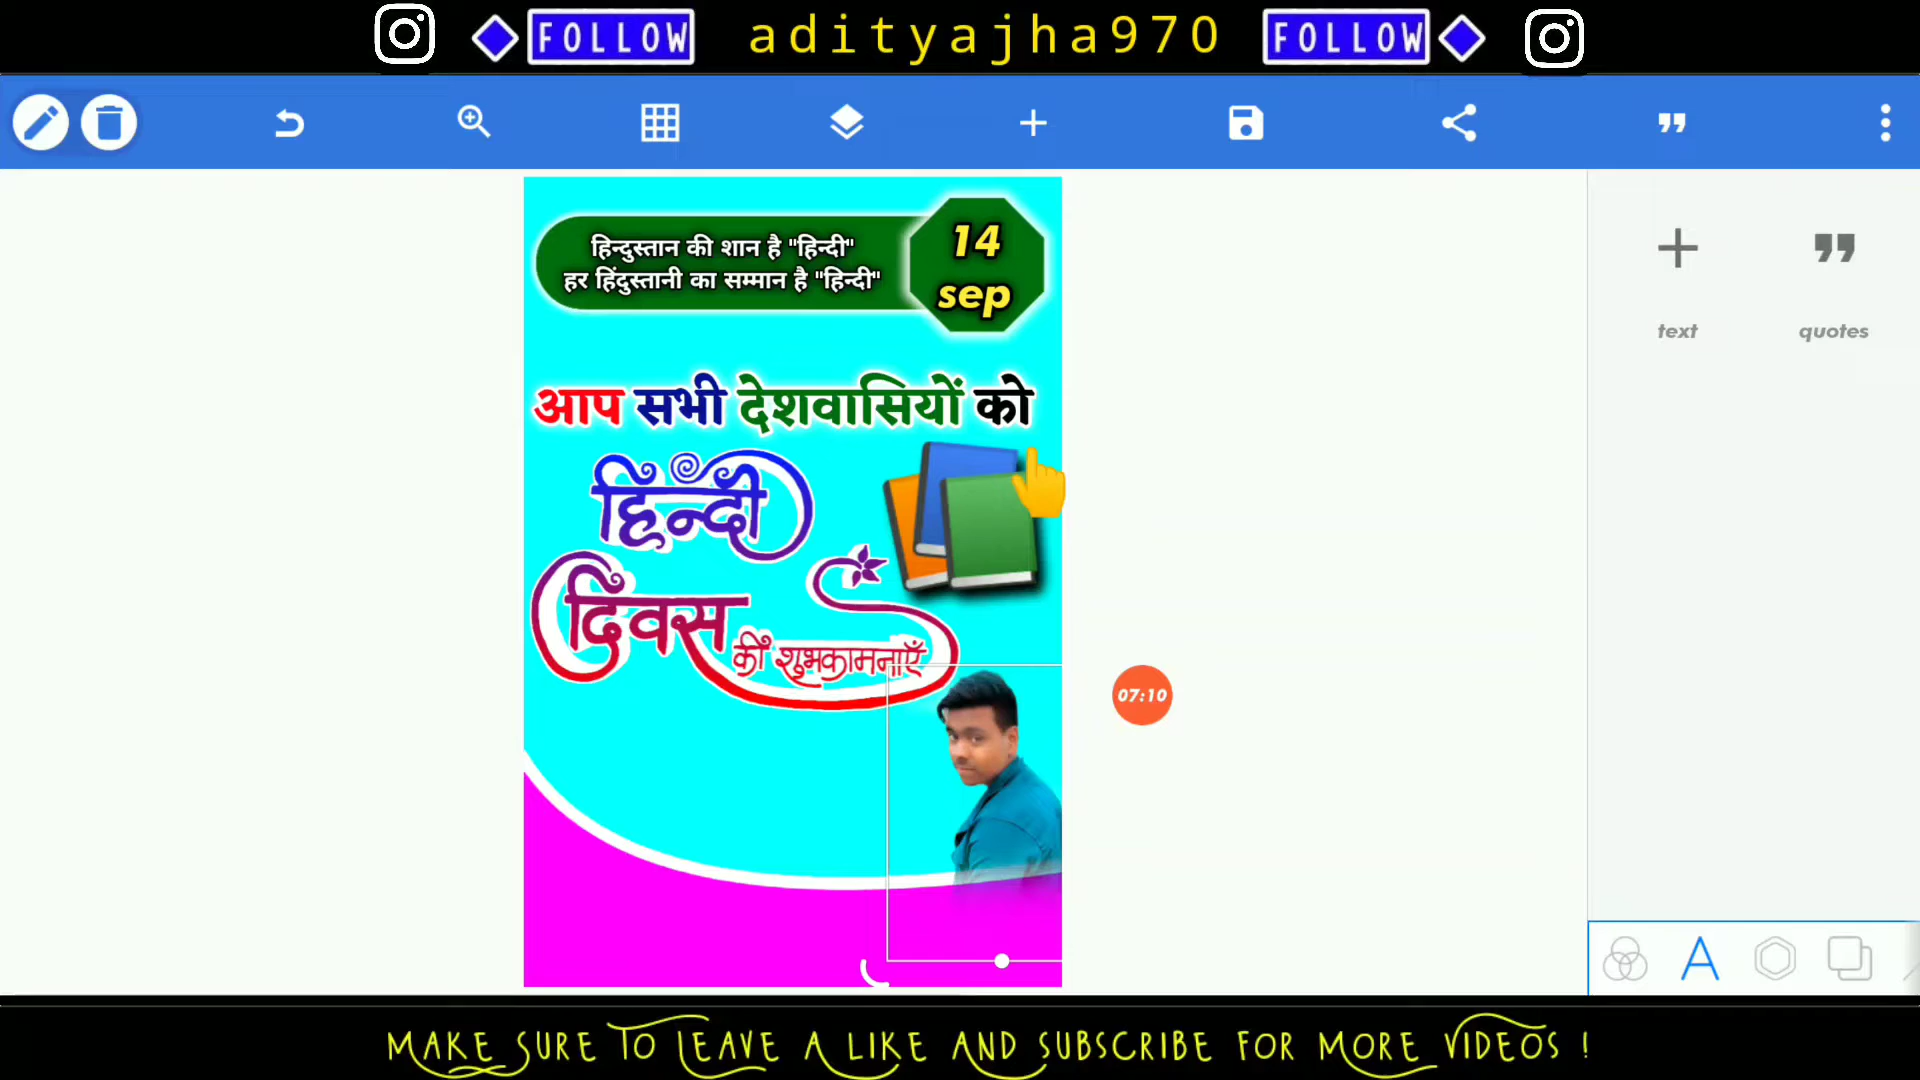 FOLLOW adityajha970 FOLLOW
हिन्दुस्तान की शान है "हिन्दी"
हर हिंदुस्तानी का सम्मान है "हिन्दी"
14
sep
आप सभी देशवासियों को
हिन्दी
दिवस
की शुभकामनाएँ
07:10
text quotes
MAKE SURE TO LEAVE A LIKE AND SUBSCRIBE FOR MORE VIDEOS !